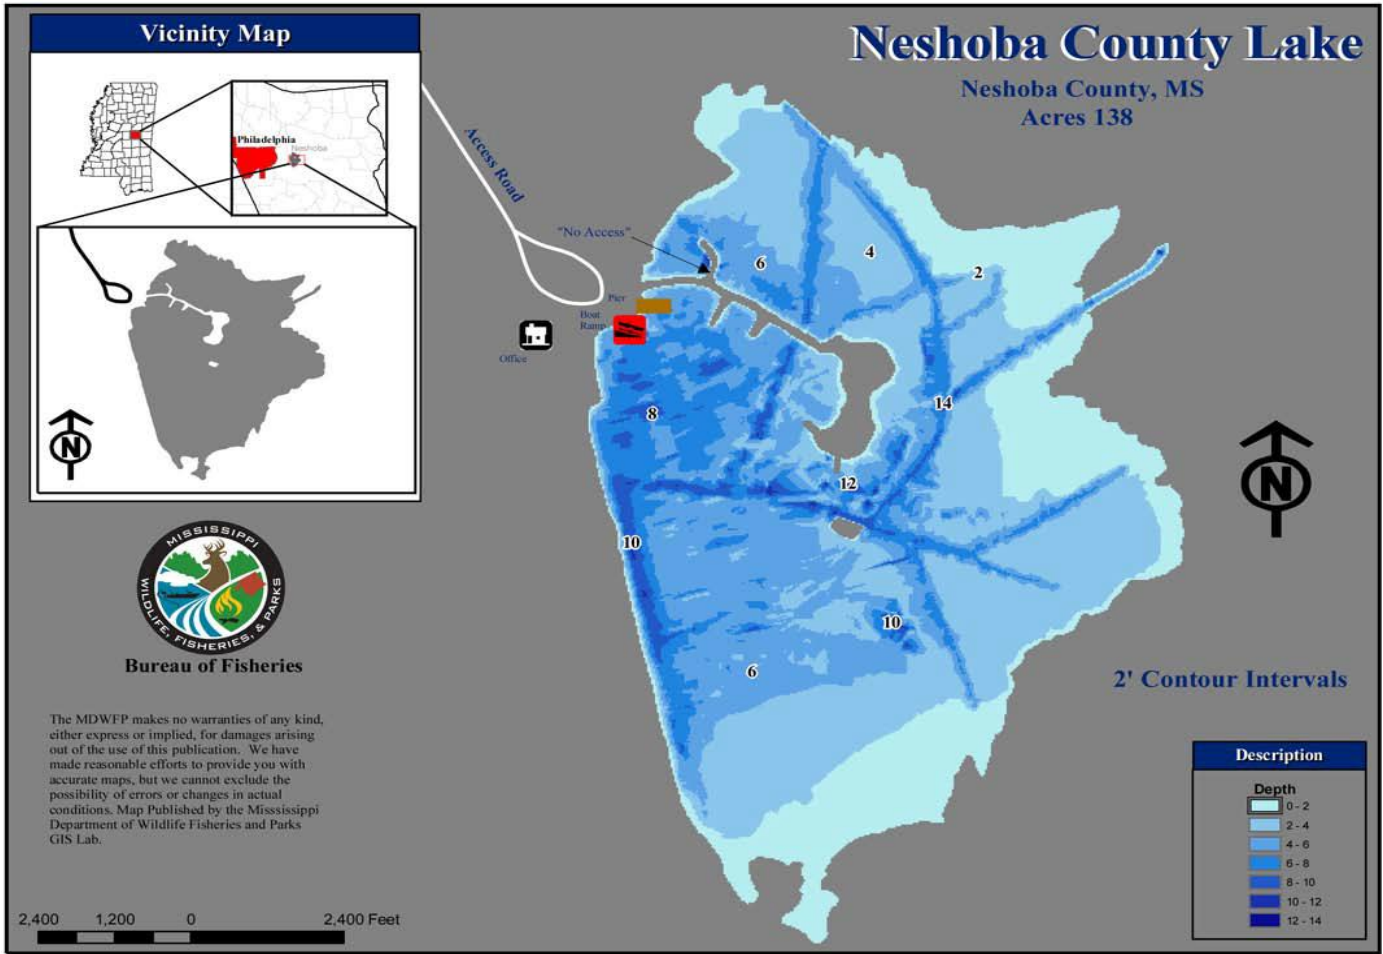 Vicinity Map
Philadelphia
Neshoba
Neshoba County Lake
Neshoba County, MS
Acres 138
Access Road
"No Access"
Pier
Boat
Ramp
Office
6
4
2
8
14
12
10
10
6
N
N
MISSISSIPPI
WILDLIFE, FISHERIES, & PARKS
Bureau of Fisheries
2' Contour Intervals
The MDWFP makes no warranties of any kind,
either express or implied, for damages arising
out of the use of this publication. We have
made reasonable efforts to provide you with
accurate maps, but we cannot exclude the
possibility of errors or changes in actual
conditions. Map Published by the Misssissippi
Department of Wildlife Fisheries and Parks
GIS Lab.
Description
Depth
0 - 2
2 - 4
4 - 6
6 - 8
8 - 10
10 - 12
12 - 14
2,400 1,200 0 2,400 Feet